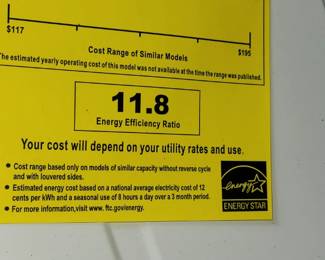 $117
$195
Cost Range of Similar Models
The estimated yearly operating cost of this model was not available at the time the range was published.
11.8
Energy Efficiency Ratio
Your cost will depend on your utility rates and use.
• Cost range based only on models of similar capacity without reverse cycle
and with louvered sides.
• Estimated energy cost based on a national average electricity cost of 12
cents per kWh and a seasonal use of 8 hours a day over a 3 month period.
• For more information,visit www. ftc.gov/energy.
energy
ENERGY STAR